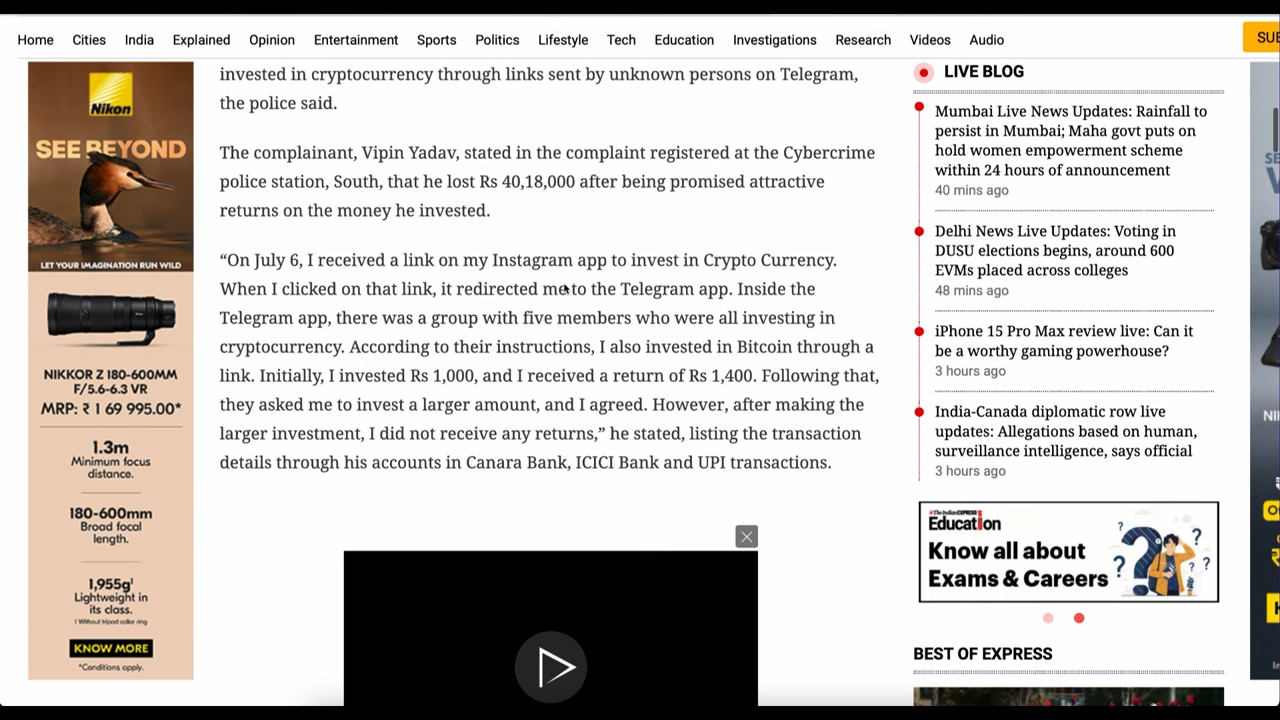 Home Cities India Explained Opinion Entertainment Sports Politics Lifestyle Tech Education Investigations Research Videos Audio
Nikon
SEE BEYOND
LET YOUR IMAGINATION RUN WILD
NIKKOR Z 180-600MM
F/5.6-6.3 VR
MRP: ₹ 1 69 995.00*
1.3m
Minimum focus
distance.
180-600mm
Broad focal
length.
1,955g¹
Lightweight in
its class.
1 Without tripod collar ring
KNOW MORE
*Conditions apply.
invested in cryptocurrency through links sent by unknown persons on Telegram,
the police said.
The complainant, Vipin Yadav, stated in the complaint registered at the Cybercrime
police station, South, that he lost Rs 40,18,000 after being promised attractive
returns on the money he invested.
“On July 6, I received a link on my Instagram app to invest in Crypto Currency.
When I clicked on that link, it redirected me to the Telegram app. Inside the
Telegram app, there was a group with five members who were all investing in
cryptocurrency. According to their instructions, I also invested in Bitcoin through a
link. Initially, I invested Rs 1,000, and I received a return of Rs 1,400. Following that,
they asked me to invest a larger amount, and I agreed. However, after making the
larger investment, I did not receive any returns,” he stated, listing the transaction
details through his accounts in Canara Bank, ICICI Bank and UPI transactions.
LIVE BLOG
Mumbai Live News Updates: Rainfall to
persist in Mumbai; Maha govt puts on
hold women empowerment scheme
within 24 hours of announcement
40 mins ago
Delhi News Live Updates: Voting in
DUSU elections begins, around 600
EVMs placed across colleges
48 mins ago
iPhone 15 Pro Max review live: Can it
be a worthy gaming powerhouse?
3 hours ago
India-Canada diplomatic row live
updates: Allegations based on human,
surveillance intelligence, says official
3 hours ago
The Indian EXPRESS
Education
Know all about
Exams & Careers
BEST OF EXPRESS